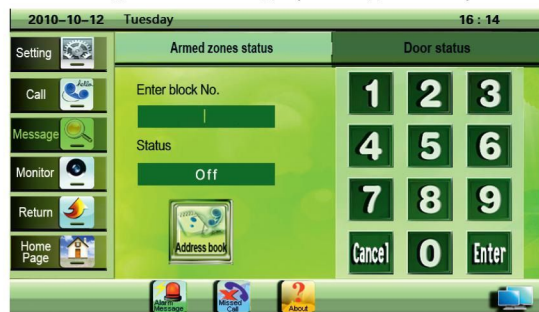 2010-10-12 Tuesday 16 : 14
Setting
Call
Message
Monitor
Return
Home
Page
Armed zones status
Door status
Enter block No.
Status
Off
Address book
1 2 3
4 5 6
7 8 9
Cancel 0 Enter
Alarm
Message
Missed
Call
About